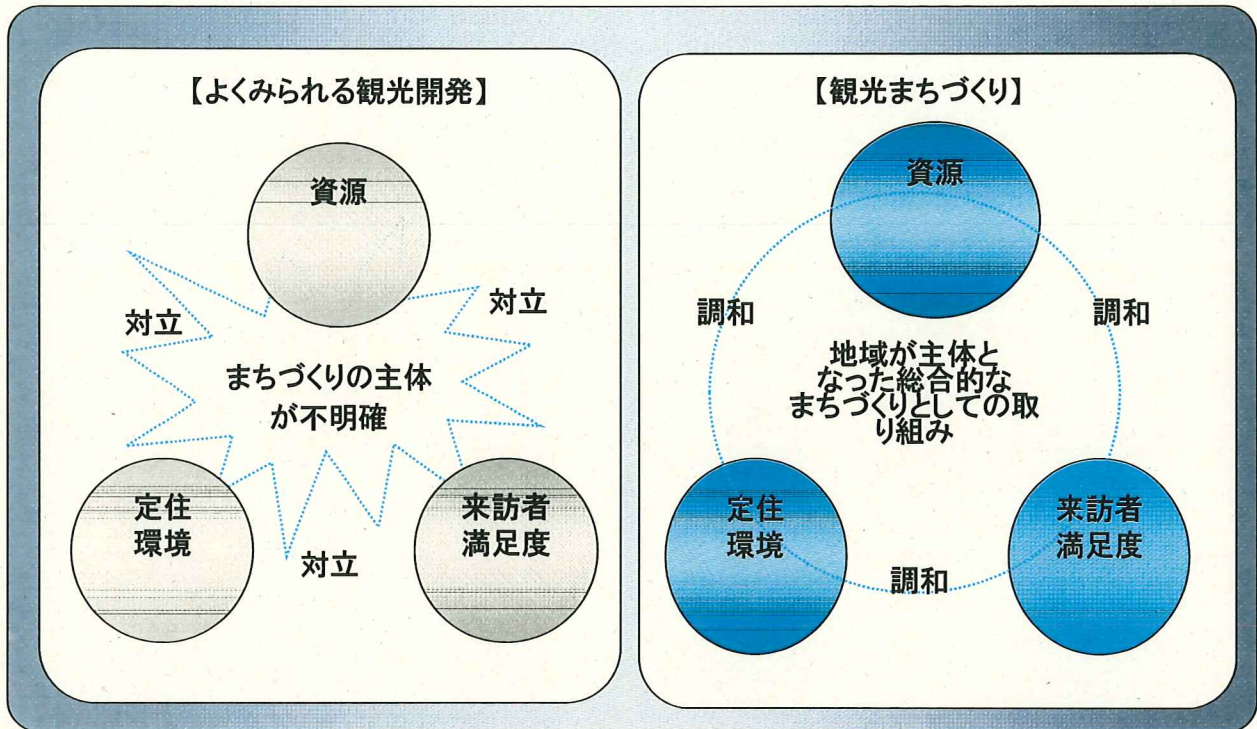 【よくみられる観光開発】
資源
対立
対立
まちづくりの主体
が不明確
定住
環境
来訪者
満足度
対立
【観光まちづくり】
資源
調和
調和
地域が主体と
なった総合的な
まちづくりとしての取
り組み
定住
環境
来訪者
満足度
調和